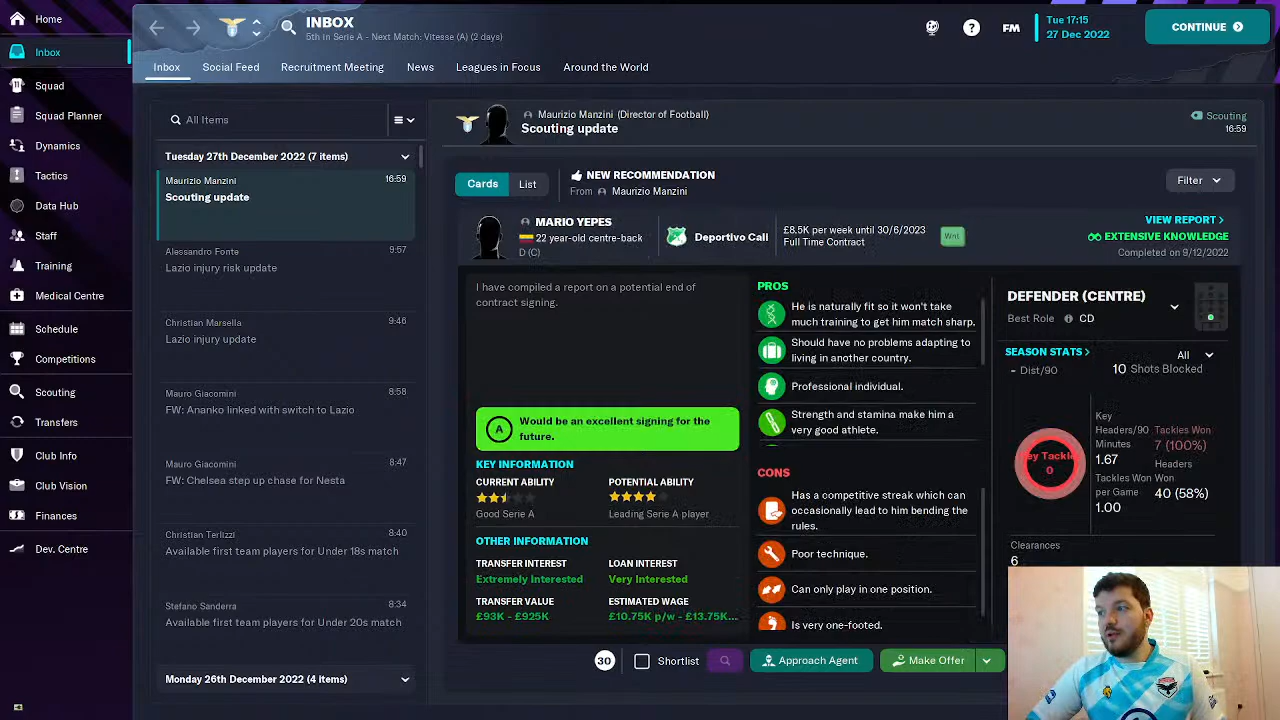 Home
Inbox
Squad
Squad Planner
Dynamics
Tactics
Data Hub
Staff
Training
Medical Centre
Schedule
Competitions
Scouting
Transfers
Club Info
Club Vision
Finances
Dev. Centre
INBOX
5th in Serie A - Next Match: Vitesse (A) (2 days)
?
FM
Tue 17:15
27 Dec 2022
CONTINUE
Inbox
Social Feed
Recruitment Meeting
News
Leagues in Focus
Around the World
All Items
Tuesday 27th December 2022 (7 items)
Maurizio Manzini 16:59
Scouting update
Alessandro Fonte 9:57
Lazio injury risk update
Christian Marsella 9:46
Lazio injury update
Mauro Giacomini 8:58
FW: Ananko linked with switch to Lazio
Mauro Giacomini 8:47
FW: Chelsea step up chase for Nesta
Christian Terlizzi 8:40
Available first team players for Under 18s match
Stefano Sanderra 8:34
Available first team players for Under 20s match
Monday 26th December 2022 (4 items)
Maurizio Manzini (Director of Football)
Scouting update
Scouting
16:59
Cards
List
NEW RECOMMENDATION
From Maurizio Manzini
Filter
MARIO YEPES
22 year-old centre-back
D (C)
Deportivo Cali
£8.5K per week until 30/6/2023
Full Time Contract
Wnt
VIEW REPORT >
EXTENSIVE KNOWLEDGE
Completed on 9/12/2022
I have compiled a report on a potential end of
contract signing.
A
Would be an excellent signing for the
future.
KEY INFORMATION
CURRENT ABILITY
Good Serie A
POTENTIAL ABILITY
Leading Serie A player
OTHER INFORMATION
TRANSFER INTEREST
Extremely Interested
LOAN INTEREST
Very Interested
TRANSFER VALUE
£93K - £925K
ESTIMATED WAGE
£10.75K p/w - £13.75K...
PROS
He is naturally fit so it won't take
much training to get him match sharp.
Should have no problems adapting to
living in another country.
Professional individual.
Strength and stamina make him a
very good athlete.
CONS
Has a competitive streak which can
occasionally lead to him bending the
rules.
Poor technique.
Can only play in one position.
Is very one-footed.
DEFENDER (CENTRE)
Best Role CD
SEASON STATS >
All
- Dist/90
10 Shots Blocked
Key Tackles
0
Key
Headers/90
Minutes
1.67
Tackles Won
per Game
1.00
Tackles Won
7 (100%)
Headers
Won
40 (58%)
Clearances
6
30
Shortlist
Approach Agent
Make Offer